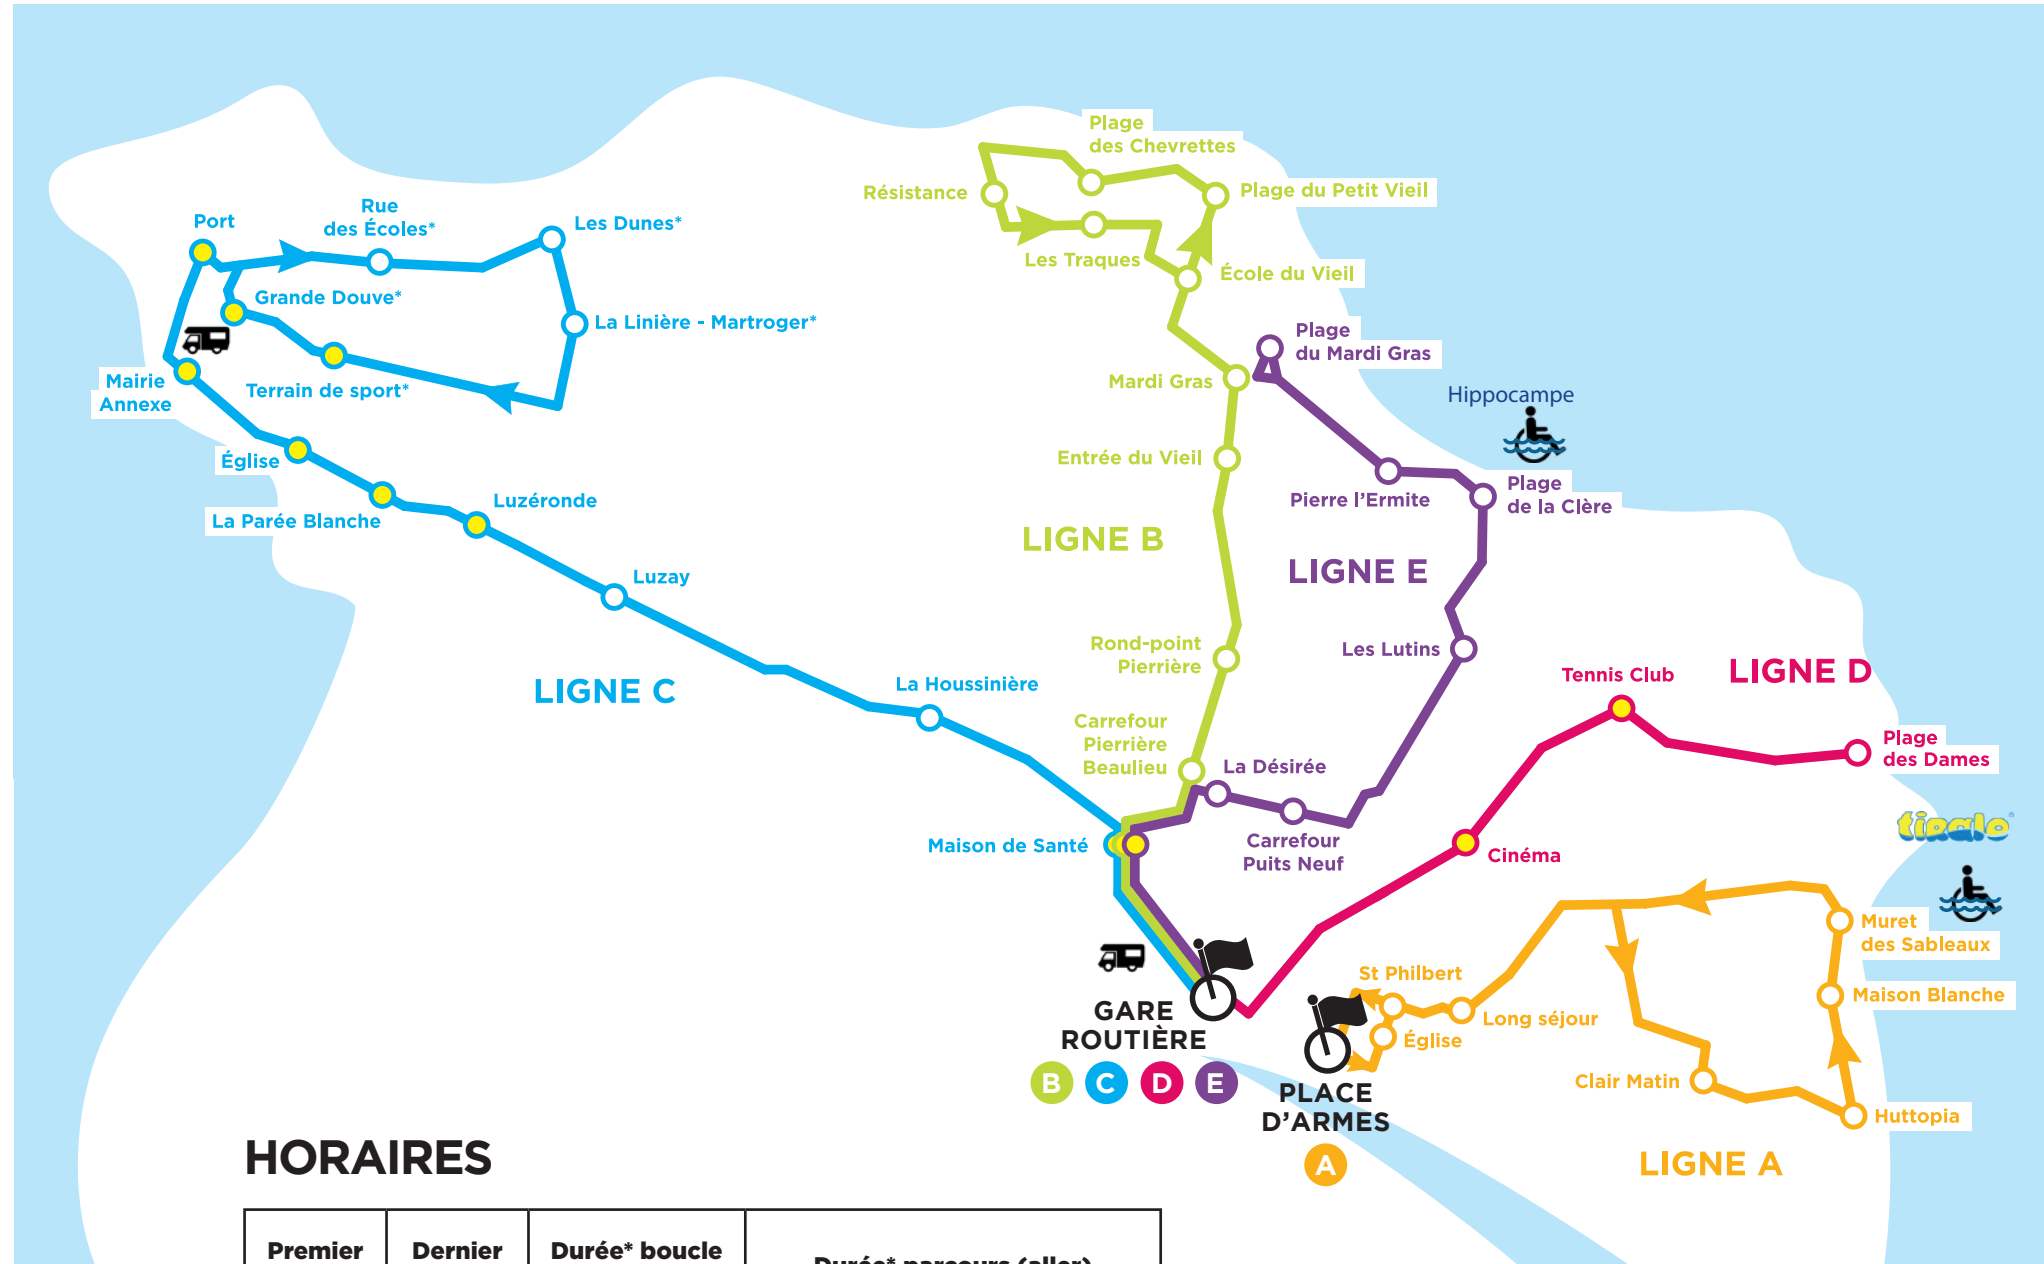 Plage
des Chevrettes
Résistance
Plage du Petit Vieil
Les Traques
École du Vieil
Port
Rue
des Écoles*
Les Dunes*
Grande Douve*
La Linière - Martroger*
Mairie
Annexe
Terrain de sport*
Église
La Parée Blanche
Luzéronde
Luzay
LIGNE C
La Houssinière
Maison de Santé
Mardi Gras
Entrée du Vieil
LIGNE B
Rond-point
Pierrière
Carrefour
Pierrière
Beaulieu
Plage
du Mardi Gras
Hippocampe
Pierre l'Ermite
Plage
de la Clère
LIGNE E
Les Lutins
La Désirée
Carrefour
Puits Neuf
Tennis Club
LIGNE D
Plage
des Dames
Cinéma
tiralo®
Muret
des Sableaux
Maison Blanche
St Philbert
Long séjour
Église
Clair Matin
Huttopia
LIGNE A
GARE
ROUTIÈRE
B C D E
PLACE
D'ARMES
A
HORAIRES
Premier
Dernier
Durée* boucle
Durée* parcours (aller)